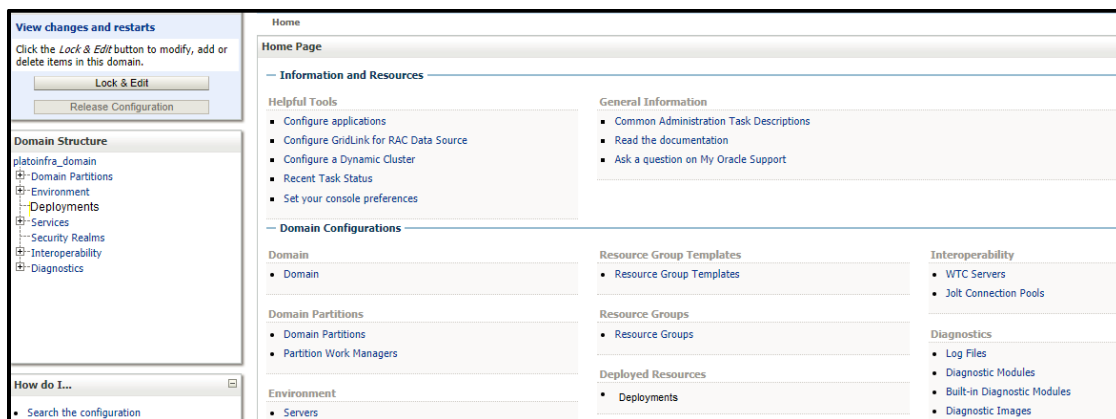 View changes and restarts
Click the Lock & Edit button to modify, add or
delete items in this domain.
Lock & Edit
Release Configuration
Domain Structure
platoinfra_domain
Domain Partitions
Environment
Deployments
Services
Security Realms
Interoperability
Diagnostics
How do I...
Search the configuration
Home
Home Page
Information and Resources
Helpful Tools
Configure applications
Configure GridLink for RAC Data Source
Configure a Dynamic Cluster
Recent Task Status
Set your console preferences
General Information
Common Administration Task Descriptions
Read the documentation
Ask a question on My Oracle Support
Domain Configurations
Domain
Domain
Domain Partitions
Domain Partitions
Partition Work Managers
Environment
Servers
Resource Group Templates
Resource Group Templates
Resource Groups
Resource Groups
Deployed Resources
Deployments
Interoperability
WTC Servers
Jolt Connection Pools
Diagnostics
Log Files
Diagnostic Modules
Built-in Diagnostic Modules
Diagnostic Images